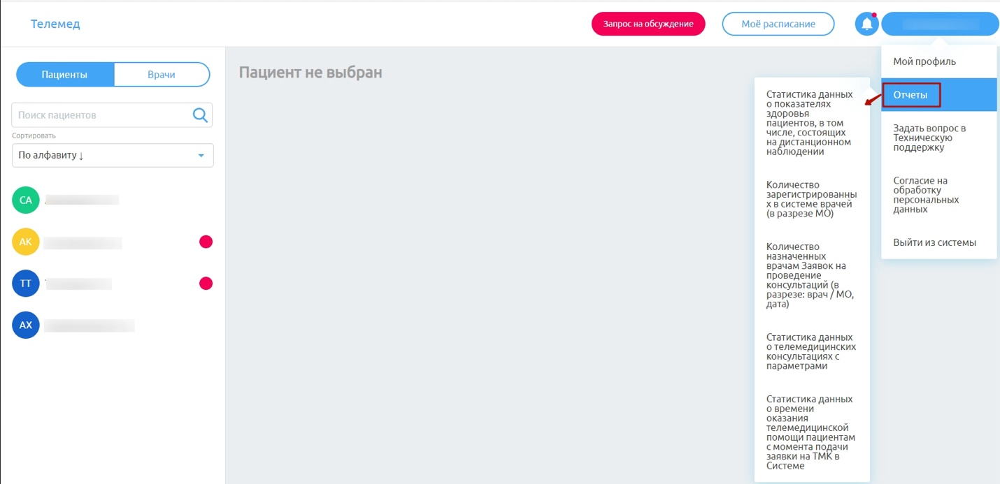 Телемед
Запрос на обсуждение
Моё расписание
Пациенты
Врачи
Поиск пациентов
Сортировать
По алфавиту ↓
СА
АК
ТТ
АХ
Пациент не выбран
Статистика данных
о показателях
здоровья
пациентов, в том
числе, состоящих
на дистанционном
наблюдении
Количество
зарегистрированны
х в системе врачей
(в разрезе МО)
Количество
назначенных
врачам Заявок на
проведение
консультаций (в
разрезе: врач / МО,
дата)
Статистика данных
о телемедицинских
консультациях с
параметрами
Статистика данных
о времени
оказания
телемедицинской
помощи пациентам
с момента подачи
заявки на ТМК в
Системе
Мой профиль
Отчеты
Задать вопрос в
Техническую
поддержку
Согласие на
обработку
персональных
данных
Выйти из системы